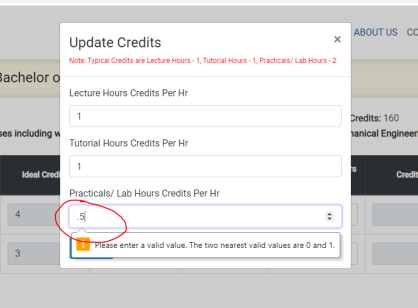 ABOUT US CO
Update Credits ×
Note: Typical Credits are Lecture Hours - 1, Tutorial Hours - 1, Practicals/ Lab Hours - 2
Bachelor o
Lecture Hours Credits Per Hr
1
Credits: 160
ses including w
hanical Engineeri
Tutorial Hours Credits Per Hr
1
Ideal Credi
rs
Credit
Practicals/ Lab Hours Credits Per Hr
4
.5
! Please enter a valid value. The two nearest valid values are 0 and 1.
3